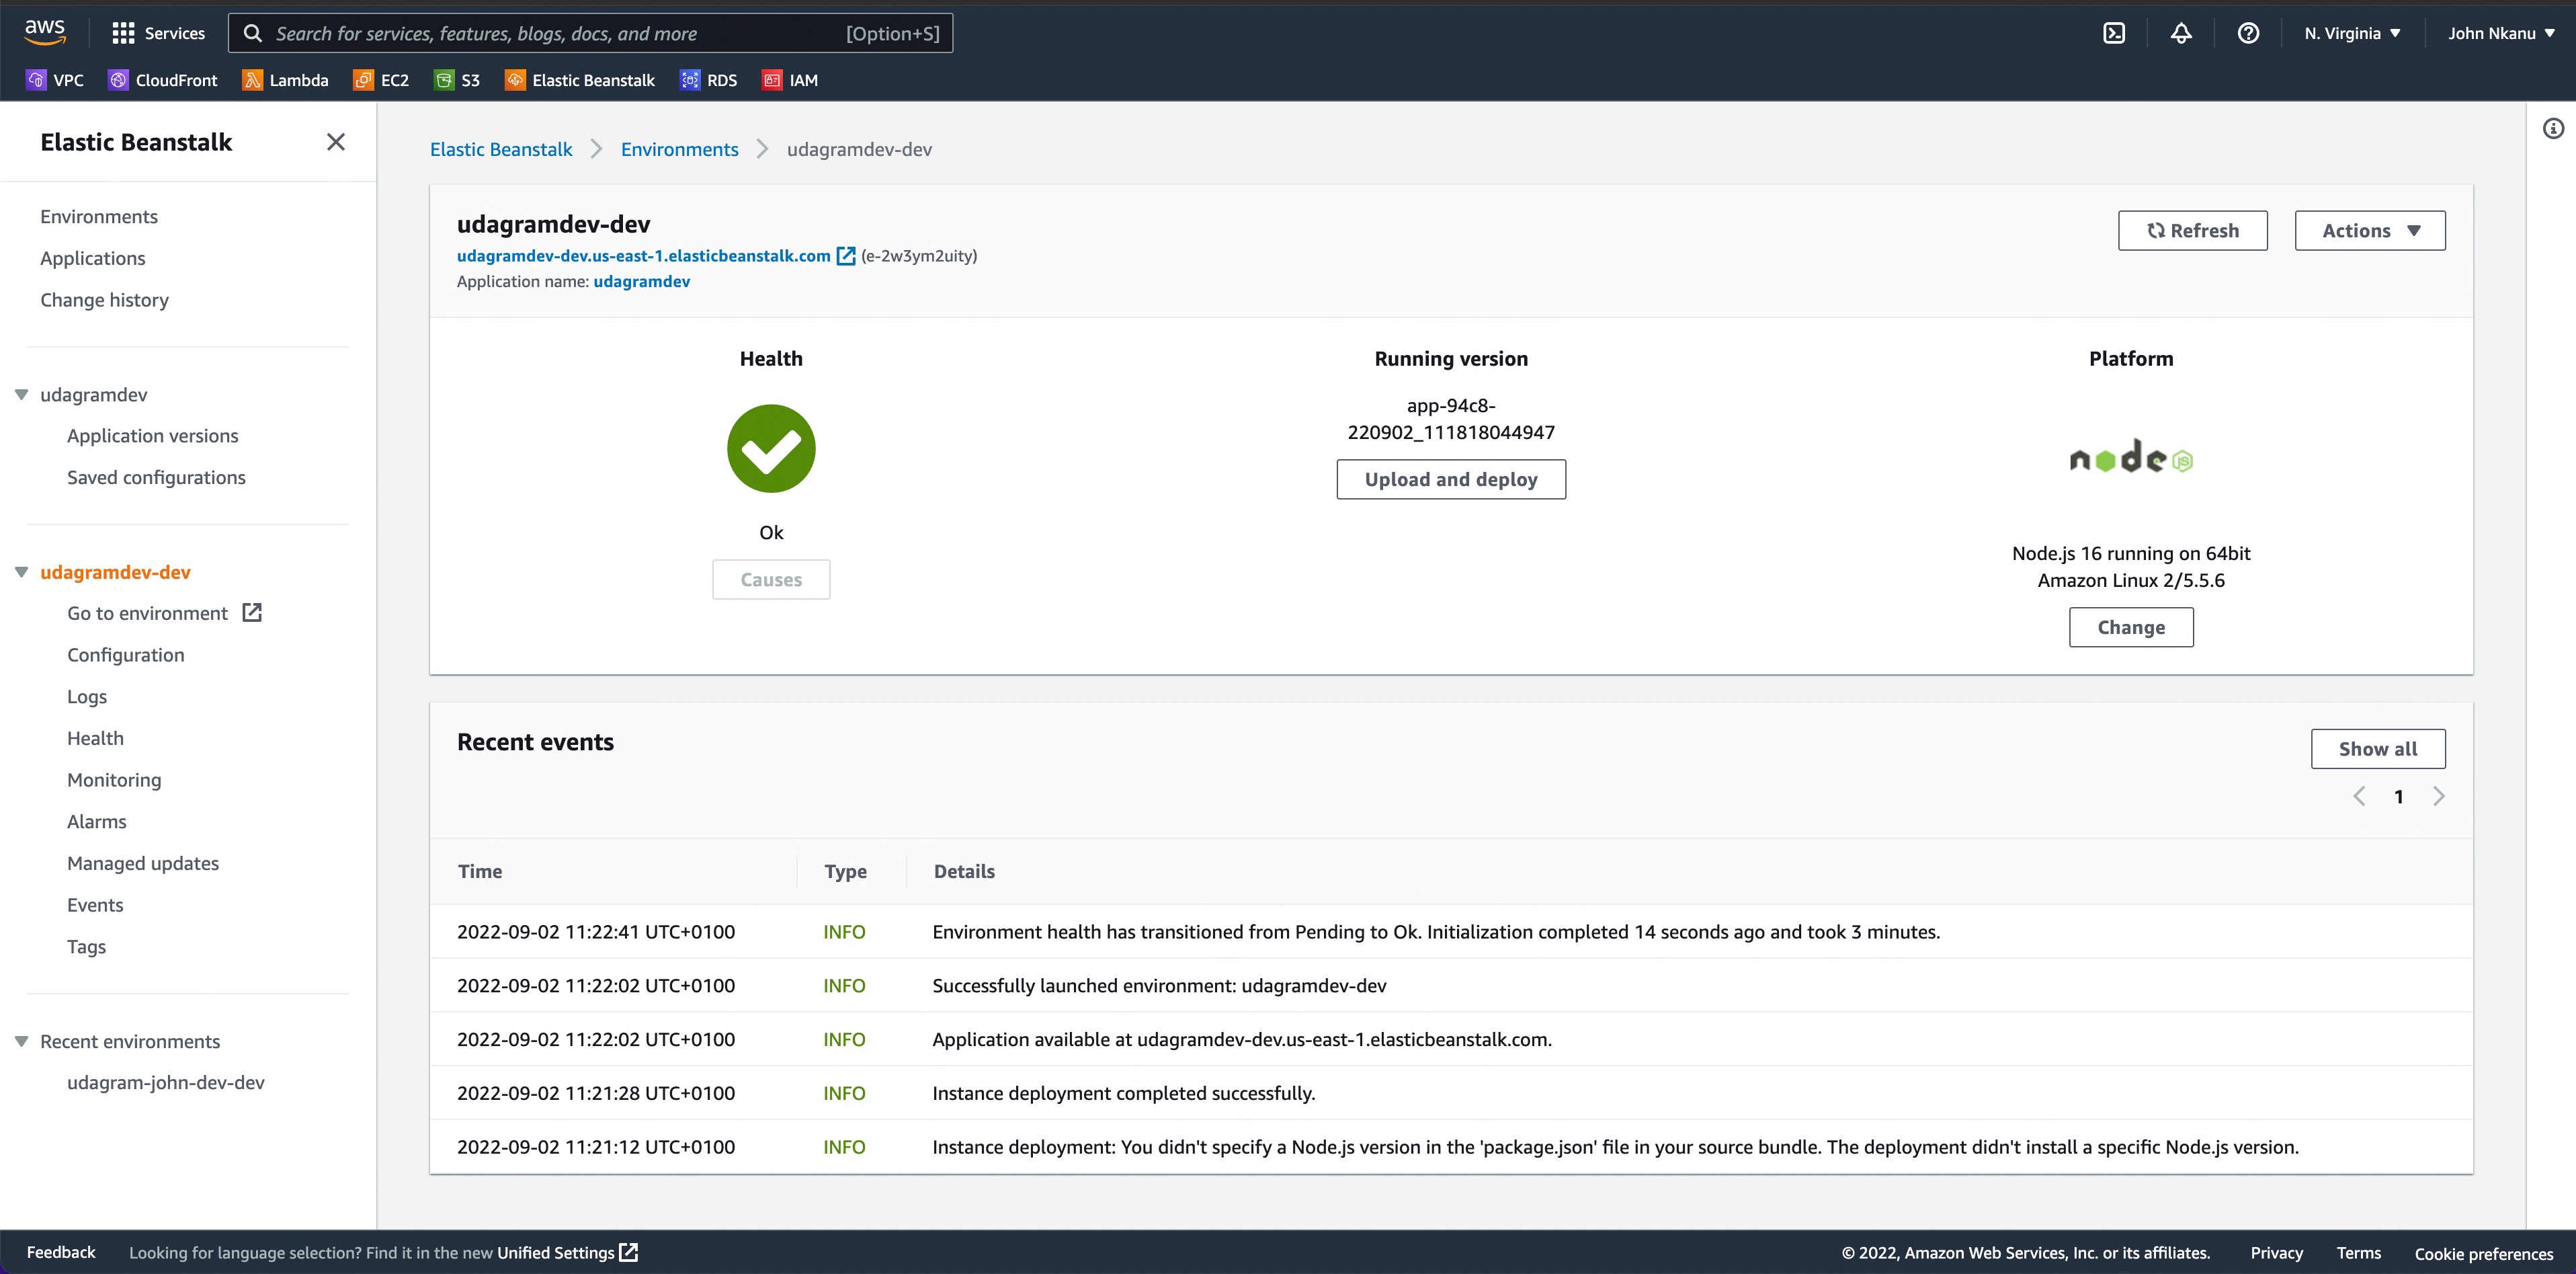 aws
Services
Search for services, features, blogs, docs, and more [Option+S]
N. Virginia ▼
John Nkanu ▼
VPC
CloudFront
Lambda
EC2
S3
Elastic Beanstalk
RDS
IAM
Elastic Beanstalk
Environments
Applications
Change history
udagramdev
Application versions
Saved configurations
udagramdev-dev
Go to environment
Configuration
Logs
Health
Monitoring
Alarms
Managed updates
Events
Tags
Recent environments
udagram-john-dev-dev
Elastic Beanstalk > Environments > udagramdev-dev
udagramdev-dev
udagramdev-dev.us-east-1.elasticbeanstalk.com (e-2w3ym2uity)
Application name: udagramdev
Refresh
Actions ▼
Health
Ok
Causes
Running version
app-94c8-
220902_111818044947
Upload and deploy
Platform
node JS
Node.js 16 running on 64bit
Amazon Linux 2/5.5.6
Change
Recent events
Show all
< 1 >
Time Type Details
2022-09-02 11:22:41 UTC+0100 INFO Environment health has transitioned from Pending to Ok. Initialization completed 14 seconds ago and took 3 minutes.
2022-09-02 11:22:02 UTC+0100 INFO Successfully launched environment: udagramdev-dev
2022-09-02 11:22:02 UTC+0100 INFO Application available at udagramdev-dev.us-east-1.elasticbeanstalk.com.
2022-09-02 11:21:28 UTC+0100 INFO Instance deployment completed successfully.
2022-09-02 11:21:12 UTC+0100 INFO Instance deployment: You didn't specify a Node.js version in the 'package.json' file in your source bundle. The deployment didn't install a specific Node.js version.
Feedback
Looking for language selection? Find it in the new Unified Settings
© 2022, Amazon Web Services, Inc. or its affiliates.
Privacy
Terms
Cookie preferences